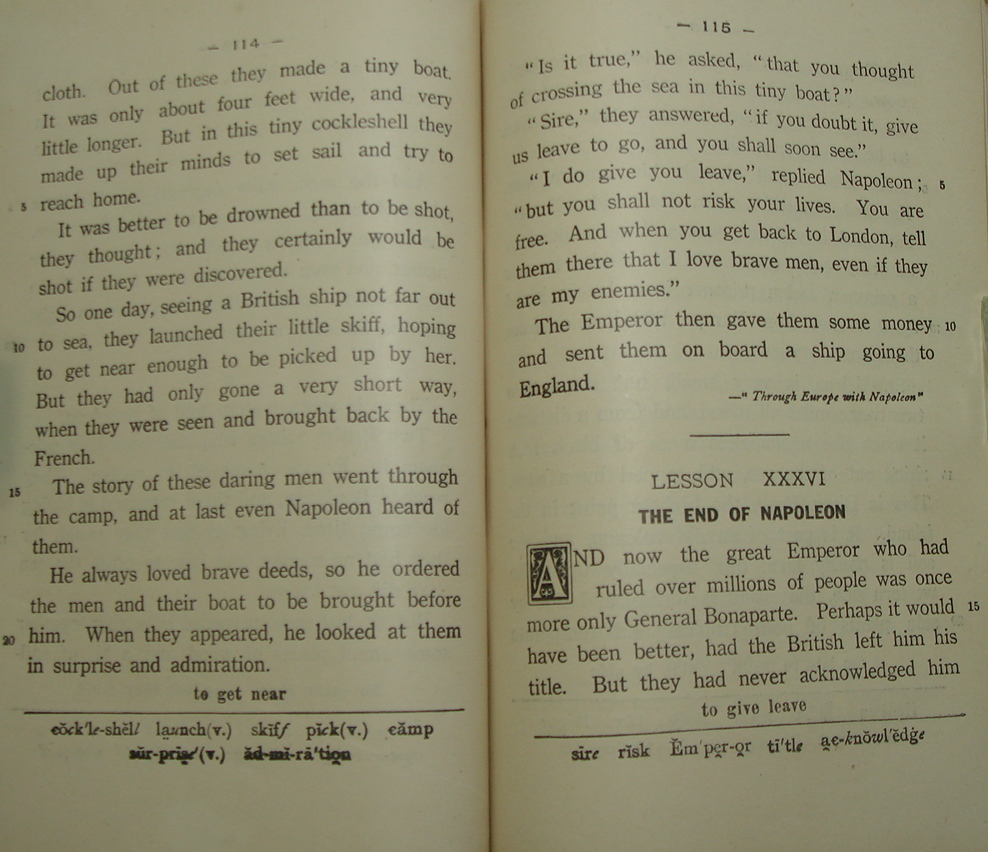 — 114 —
cloth. Out of these they made a tiny boat.
It was only about four feet wide, and very
little longer. But in this tiny cockleshell they
made up their minds to set sail and try to
5 reach home.
It was better to be drowned than to be shot,
they thought; and they certainly would be
shot if they were discovered.
So one day, seeing a British ship not far out
10 to sea, they launched their little skiff, hoping
to get near enough to be picked up by her.
But they had only gone a very short way,
when they were seen and brought back by the
French.
15 The story of these daring men went through
the camp, and at last even Napoleon heard of
them.
He always loved brave deeds, so he ordered
the men and their boat to be brought before
20 him. When they appeared, he looked at them
in surprise and admiration.
to get near
cŏck'le-shĕll launch(v.) skĭff pĭck(v.) cămp
sûr-prise'(v.) ăd-mi-rā'tion
— 115 —
“Is it true,” he asked, “that you thought
of crossing the sea in this tiny boat?”
“Sire,” they answered, “if you doubt it, give
us leave to go, and you shall soon see.”
“I do give you leave,” replied Napoleon; 5
“but you shall not risk your lives. You are
free. And when you get back to London, tell
them there that I love brave men, even if they
are my enemies.”
The Emperor then gave them some money 10
and sent them on board a ship going to
England.
—“Through Europe with Napoleon”
LESSON XXXVI
THE END OF NAPOLEON
AND now the great Emperor who had
ruled over millions of people was once
more only General Bonaparte. Perhaps it would 15
have been better, had the British left him his
title. But they had never acknowledged him
to give leave
sīre rĭsk Ĕm'per-or tī'tle ac-knŏwl'ĕdġe